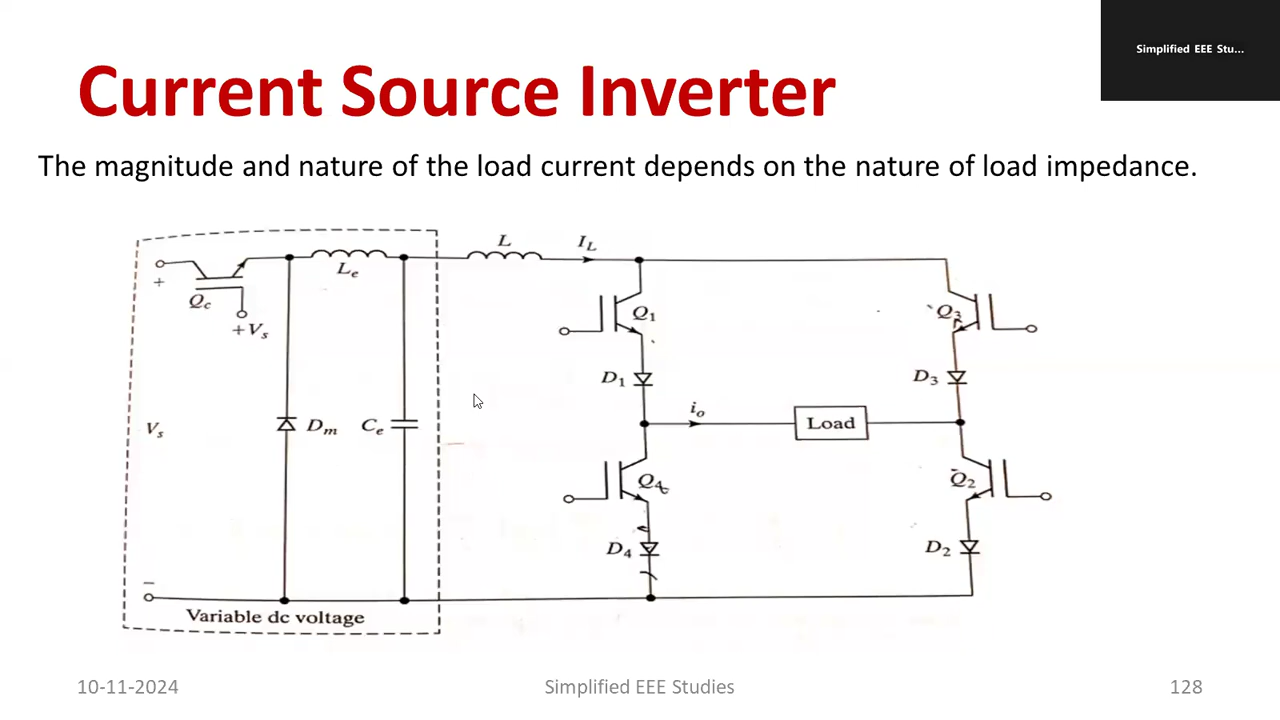 Simplified EEE Stu...
Current Source Inverter
The magnitude and nature of the load current depends on the nature of load impedance.
L
I_L
L_e
+
Q_c
+V_s
Q_1
Q_3
D_1
D_3
i_o
Load
V_s
D_m
C_e
Q_4
Q_2
D_4
D_2
−
Variable dc voltage
10-11-2024
Simplified EEE Studies
128